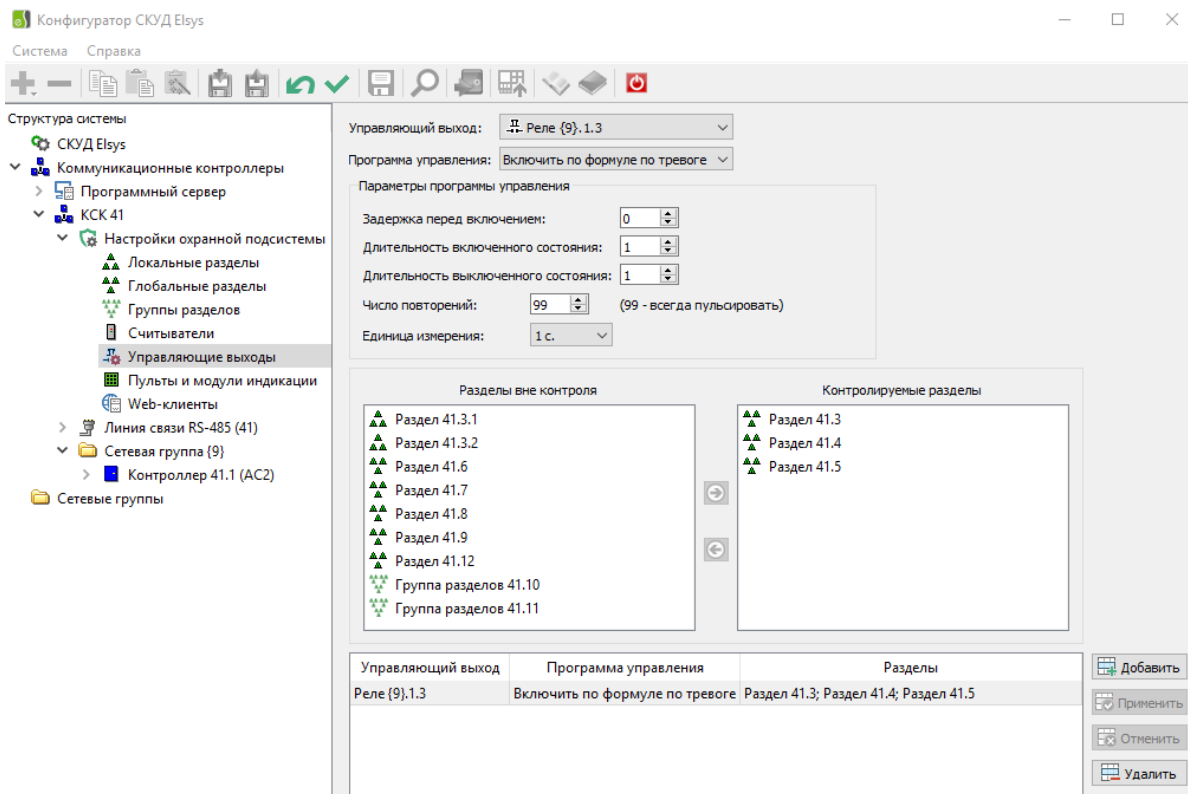 Конфигуратор СКУД Elsys
Система Справка
Структура системы
СКУД Elsys
Коммуникационные контроллеры
Программный сервер
КСК 41
Настройки охранной подсистемы
Локальные разделы
Глобальные разделы
Группы разделов
Считыватели
Управляющие выходы
Пульты и модули индикации
Web-клиенты
Линия связи RS-485 (41)
Сетевая группа {9}
Контроллер 41.1 (AC2)
Сетевые группы
Управляющий выход: Реле {9}.1.3
Программа управления: Включить по формуле по тревоге
Параметры программы управления
Задержка перед включением: 0
Длительность включенного состояния: 1
Длительность выключенного состояния: 1
Число повторений: 99 (99 - всегда пульсировать)
Единица измерения: 1 с.
Разделы вне контроля
Раздел 41.3.1
Раздел 41.3.2
Раздел 41.6
Раздел 41.7
Раздел 41.8
Раздел 41.9
Раздел 41.12
Группа разделов 41.10
Группа разделов 41.11
Контролируемые разделы
Раздел 41.3
Раздел 41.4
Раздел 41.5
Управляющий выход Программа управления Разделы
Реле {9}.1.3 Включить по формуле по тревоге Раздел 41.3; Раздел 41.4; Раздел 41.5
Добавить
Применить
Отменить
Удалить